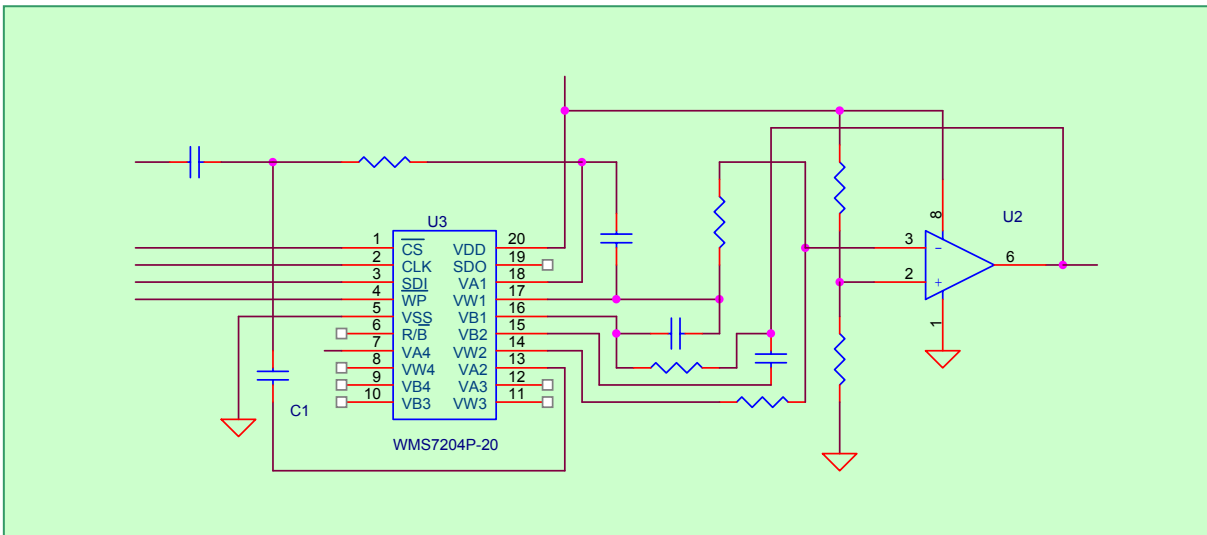 U3
1 CS VDD 20
2 CLK SDO 19
3 SDI VA1 18
4 WP VW1 17
5 VSS VB1 16
6 R/B VB2 15
7 VA4 VW2 14
8 VW4 VA2 13
9 VB4 VA3 12
10 VB3 VW3 11
WMS7204P-20
C1
U2
8
3 -
6
2 +
1